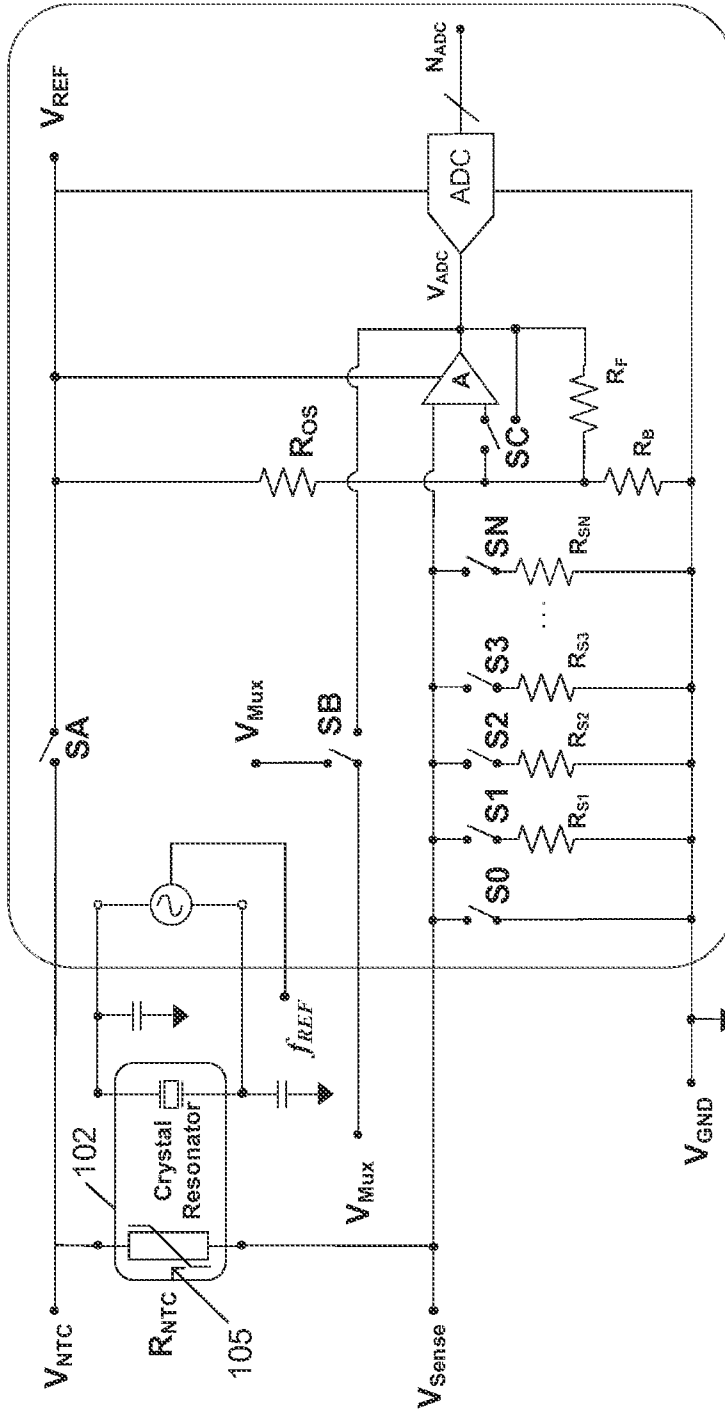 V_REF
V_NTC
SA
102
R_NTC
105
Crystal
Resonator
f_REF
V_Mux
V_Mux
SB
V_Sense
R_OS
A
SC
R_F
R_B
V_ADC
ADC
N_ADC
S0
S1
S2
S3
SN
R_S1
R_S2
R_S3
...
R_SN
V_GND